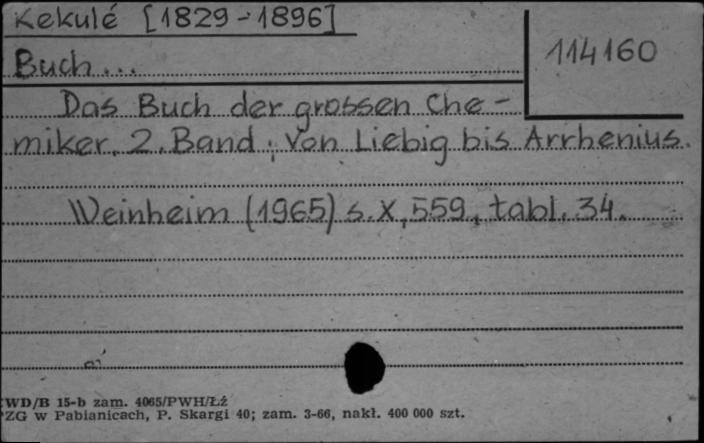 Kekulé [1829-1896]
114160
Buch...
Das Buch der grossen Che-
miker. 2. Band: Von Liebig bis Arrhenius.
Weinheim (1965) s. X, 559, tabl. 34.
WD/B 15-b zam. 4065/PWH/Łź
PZG w Pabianicach, P. Skargi 40; zam. 3-66, nakł. 400 000 szt.